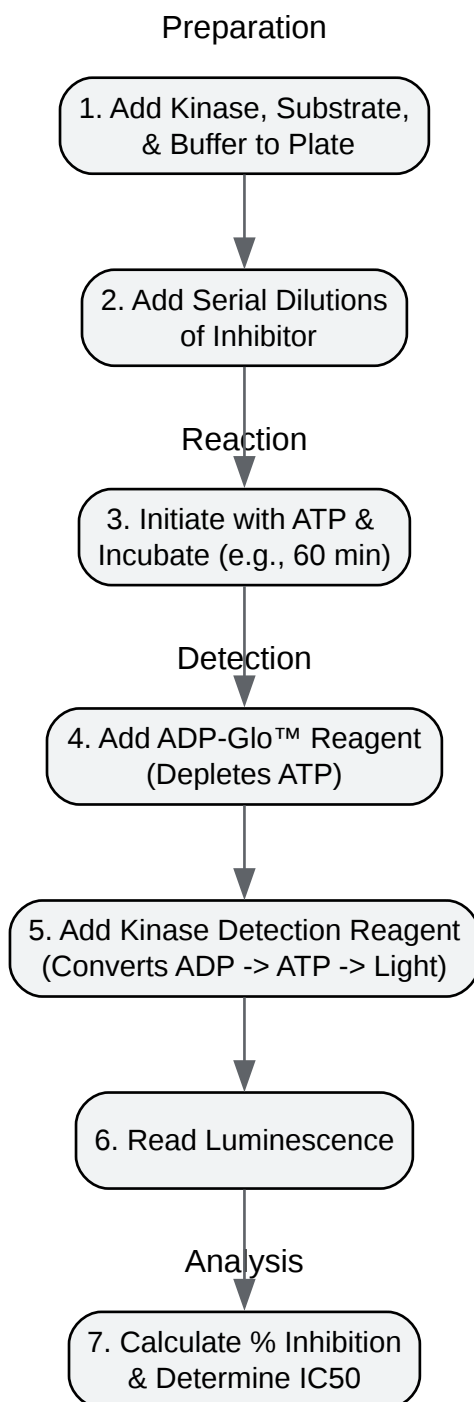 Preparation
1. Add Kinase, Substrate,
& Buffer to Plate
2. Add Serial Dilutions
of Inhibitor
Reaction
3. Initiate with ATP &
Incubate (e.g., 60 min)
Detection
4. Add ADP-Glo™ Reagent
(Depletes ATP)
5. Add Kinase Detection Reagent
(Converts ADP -> ATP -> Light)
6. Read Luminescence
Analysis
7. Calculate % Inhibition
& Determine IC50